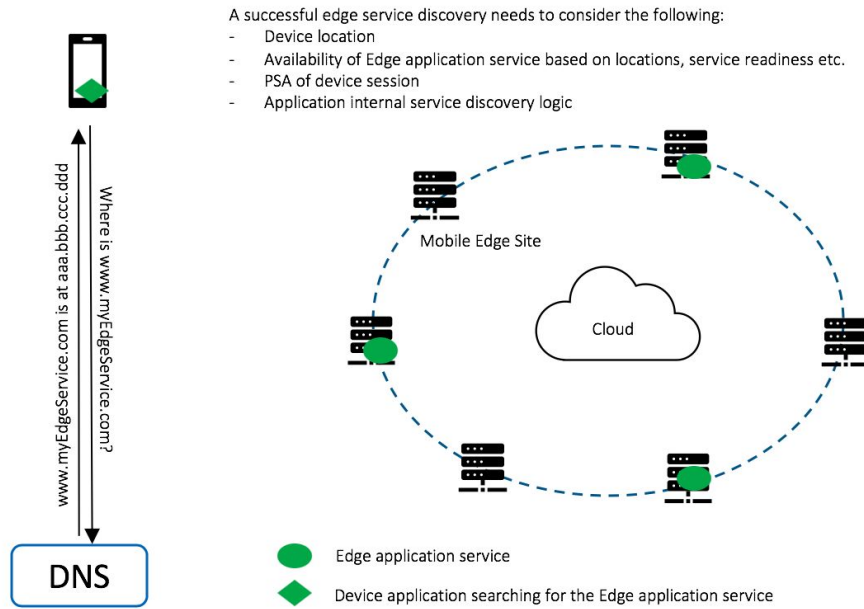 A successful edge service discovery needs to consider the following:
- Device location
- Availability of Edge application service based on locations, service readiness etc.
- PSA of device session
- Application internal service discovery logic
www.myEdgeService.com is at aaa.bbb.ccc.ddd
Where is www.myEdgeService.com?
Mobile Edge Site
Cloud
DNS
Edge application service
Device application searching for the Edge application service